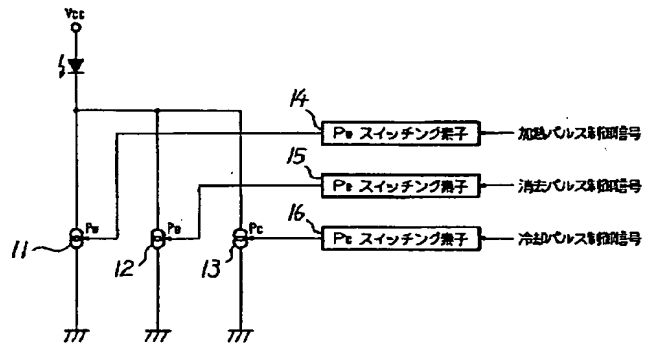 Vcc
14
Pw スイッチング素子
加熱パルス制御信号
15
Pe スイッチング素子
消去パルス制御信号
16
Pc スイッチング素子
冷却パルス制御信号
Pw
Pe
Pc
11
12
13